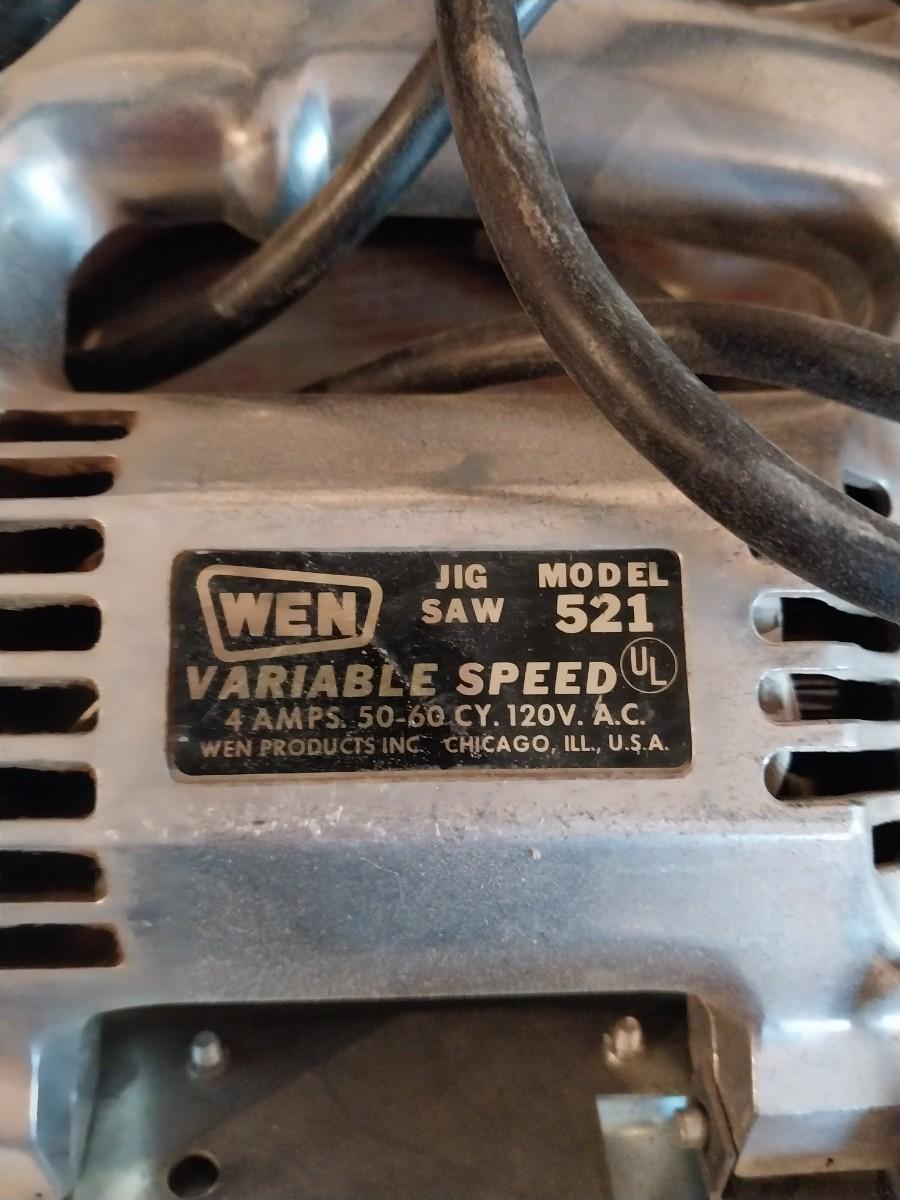 WEN JIG SAW MODEL 521
VARIABLE SPEED UL
4 AMPS. 50-60 CY. 120V. A.C.
WEN PRODUCTS INC. CHICAGO, ILL., U.S.A.